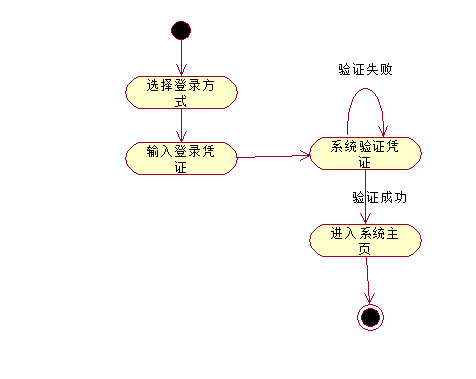 选择登录方
式
输入登录凭
证
验证失败
系统验证凭
证
验证成功
进入系统主
页